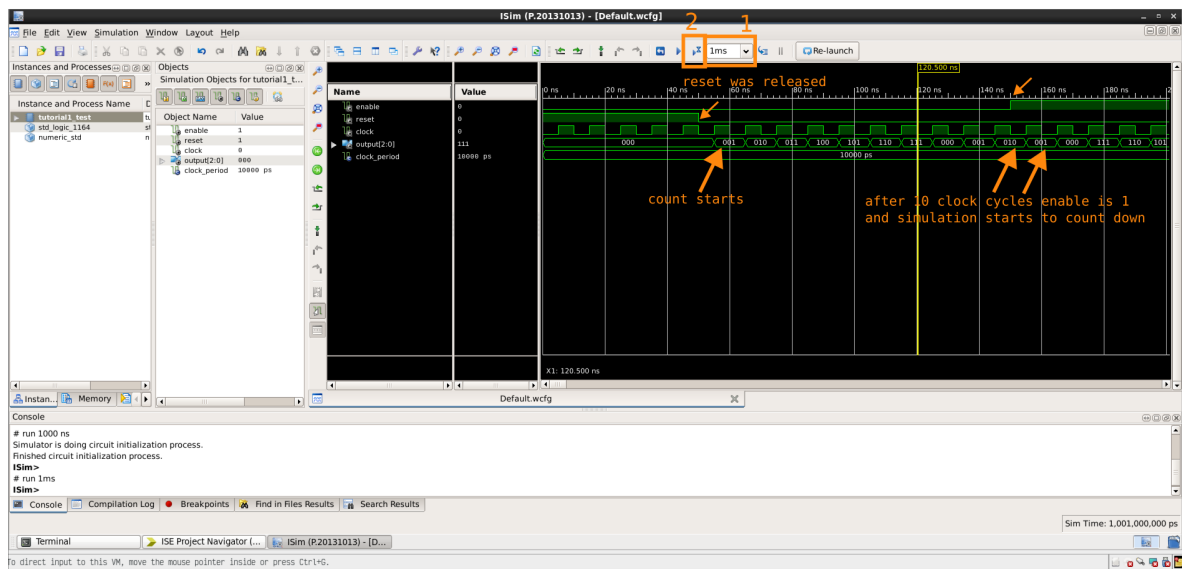 ISim (P.20131013) - [Default.wcfg]
File Edit View Simulation Window Layout Help
2 1
1ms
Re-launch
Instances and Processes
Instance and Process Name
tutorial1_test
std_logic_1164
numeric_std
Instan...
Memory
Objects
Simulation Objects for tutorial1_t...
Object Name Value
enable 1
reset 1
clock 0
output[2:0] 000
clock_period 10000 ps
Name Value
enable 0
reset 0
clock 0
output[2:0] 111
clock_period 10000 ps
120.500 ns
reset was released
0 ns 20 ns 40 ns 60 ns 80 ns 100 ns 120 ns 140 ns 160 ns 180 ns
000 001 010 011 100 101 110 111 000 001 010 001 000 111 110 101
10000 ps
count starts
after 10 clock cycles enable is 1
and simulation starts to count down
X1: 120.500 ns
Default.wcfg
Console
# run 1000 ns
Simulator is doing circuit initialization process.
Finished circuit initialization process.
ISim>
# run 1ms
ISim>
Console Compilation Log Breakpoints Find in Files Results Search Results
Sim Time: 1,001,000,000 ps
Terminal ISE Project Navigator (... ISim (P.20131013) - [D...
To direct input to this VM, move the mouse pointer inside or press Ctrl+G.